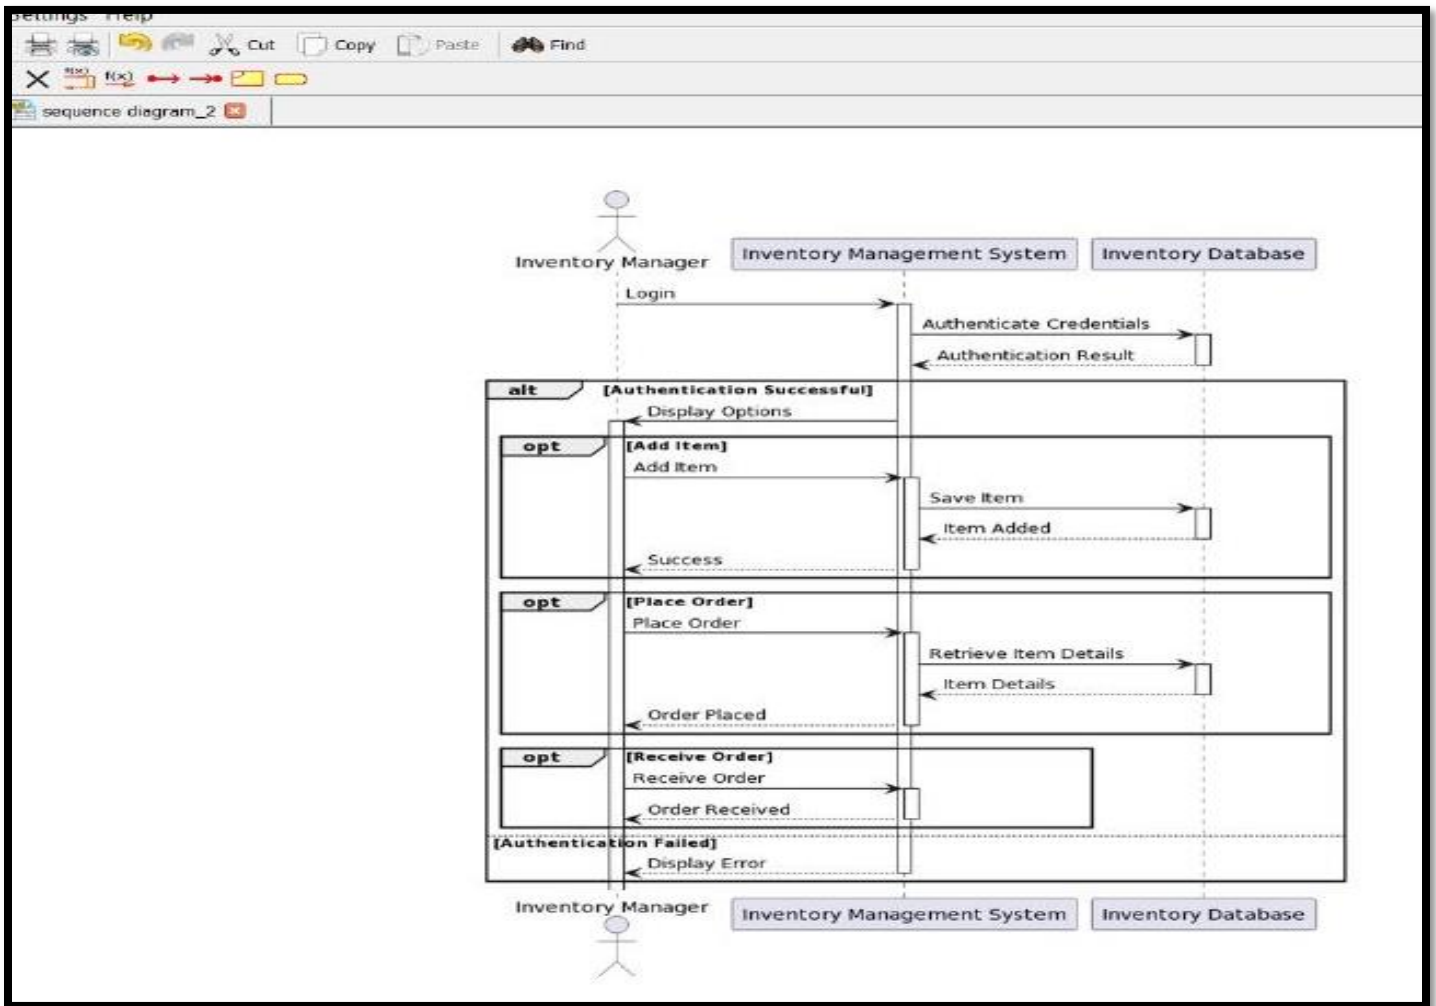 Settings Help
Cut Copy Paste Find
f(x) f(x)
sequence diagram_2
Inventory Manager Inventory Management System Inventory Database
Login
Authenticate Credentials
Authentication Result
alt [Authentication Successful]
Display Options
opt [Add Item]
Add Item
Save Item
Item Added
Success
opt [Place Order]
Place Order
Retrieve Item Details
Item Details
Order Placed
opt [Receive Order]
Receive Order
Order Received
[Authentication Failed]
Display Error
Inventory Manager Inventory Management System Inventory Database